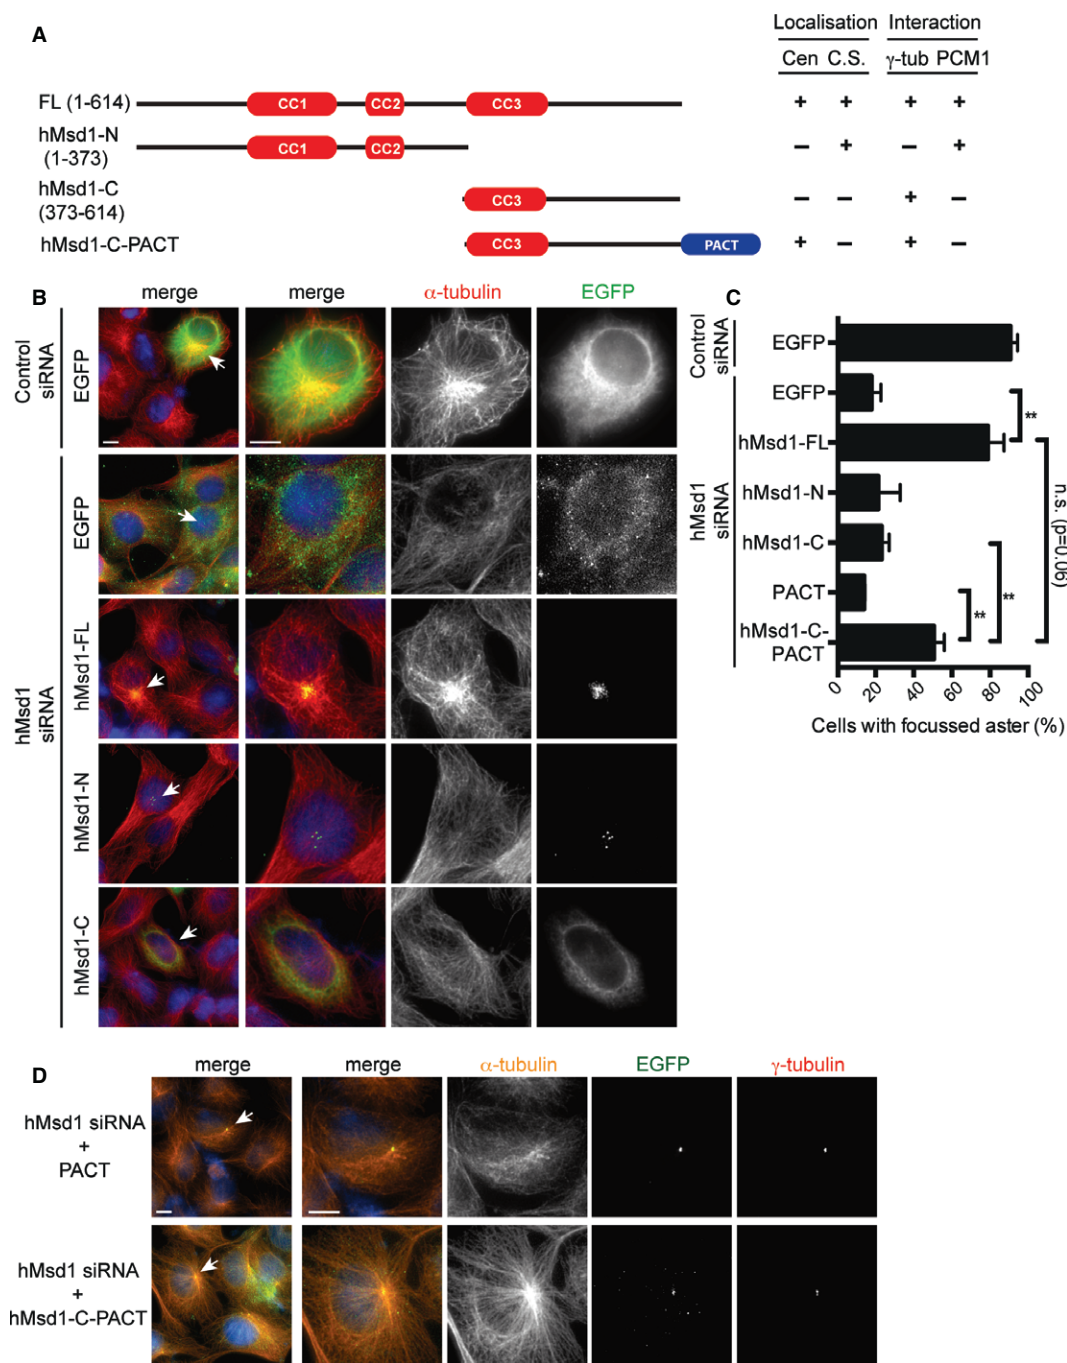 A
Localisation Interaction
Cen C.S. γ-tub PCM1
FL (1-614) CC1 CC2 CC3 + + + +
hMsd1-N
(1-373) CC1 CC2 – + – +
hMsd1-C
(373-614) CC3 – – + –
hMsd1-C-PACT CC3 PACT + – + –
B
merge merge α-tubulin EGFP
Control
siRNA
EGFP
hMsd1
siRNA
EGFP
hMsd1-FL
hMsd1-N
hMsd1-C
C
Control
siRNA
EGFP
hMsd1
siRNA
EGFP
hMsd1-FL
hMsd1-N
hMsd1-C
PACT
hMsd1-C-
PACT
**
**
**
n.s. (p=0.06)
0 20 40 60 80 100
Cells with focussed aster (%)
D
merge merge α-tubulin EGFP γ-tubulin
hMsd1 siRNA
+
PACT
hMsd1 siRNA
+
hMsd1-C-PACT